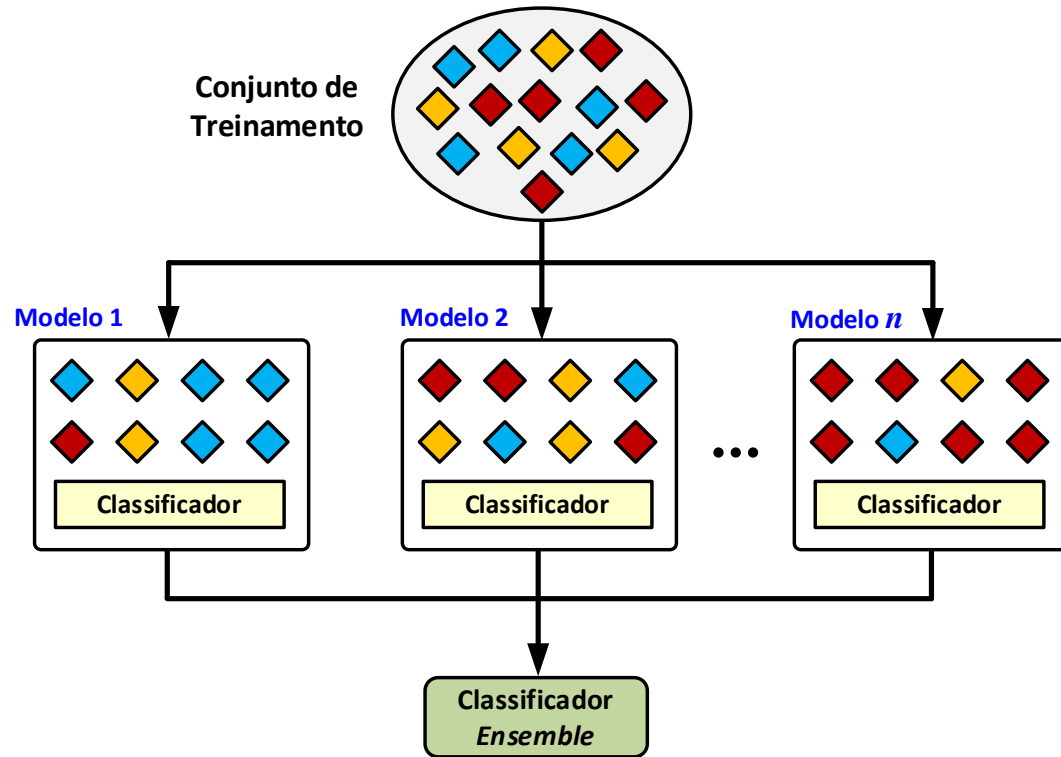 Conjunto de
Treinamento
Modelo 1
Modelo 2
Modelo n
...
Classificador
Classificador
Classificador
Classificador
Ensemble